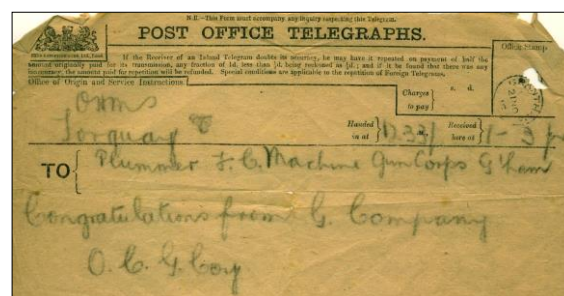 N.B.—This Form must accompany any inquiry respecting this Telegram.
POST OFFICE TELEGRAPHS.
If the Receiver of an Inland Telegram doubts its accuracy, he may have it repeated on payment of half the
amount originally paid for its transmission, any fraction of 1d. less than ½d. being reckoned as ½d.; and if it be found that there was any
inaccuracy, the amount paid for repetition will be refunded. Special conditions are applicable to the repetition of Foreign Telegrams.
Office Stamp
Office of Origin and Service Instructions
Charges to pay
s. d.
OHMS
Torquay
Handed in at
Received here at
TO
Plummer F. C. Machine Gun Corps G'ham
Congratulations from G. Company
O. C. G. Coy